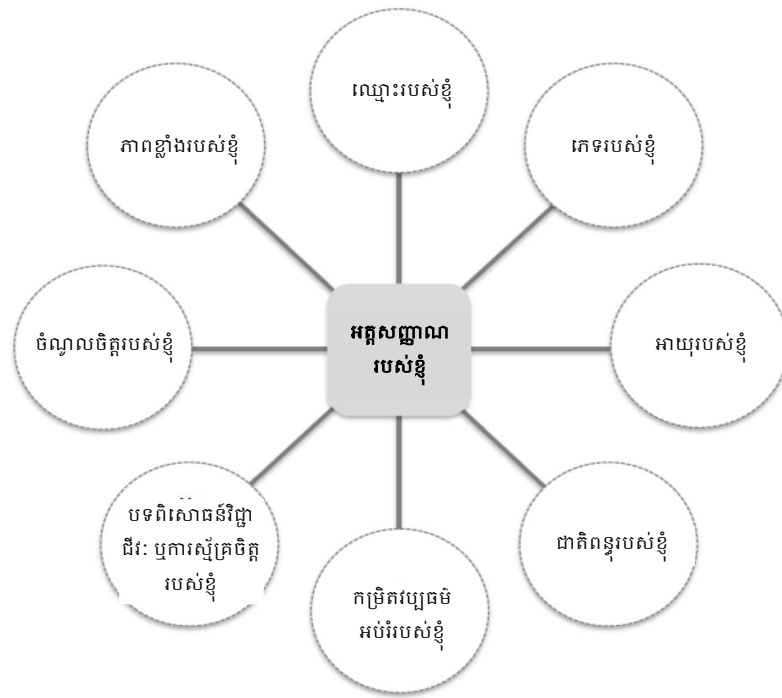 ឈ្មោះរបស់ខ្ញុំ
ភាពខ្លាំងរបស់ខ្ញុំ
ភេទរបស់ខ្ញុំ
ចំណូលចិត្តរបស់ខ្ញុំ
អត្តសញ្ញាណ
របស់ខ្ញុំ
អាយុរបស់ខ្ញុំ
បទពិសោធន៍វិជ្ជា
ជីវៈ ឬការស្ម័គ្រចិត្ត
របស់ខ្ញុំ
កម្រិតវប្បធម៌
អប់រំរបស់ខ្ញុំ
ជាតិពន្ធុរបស់ខ្ញុំ